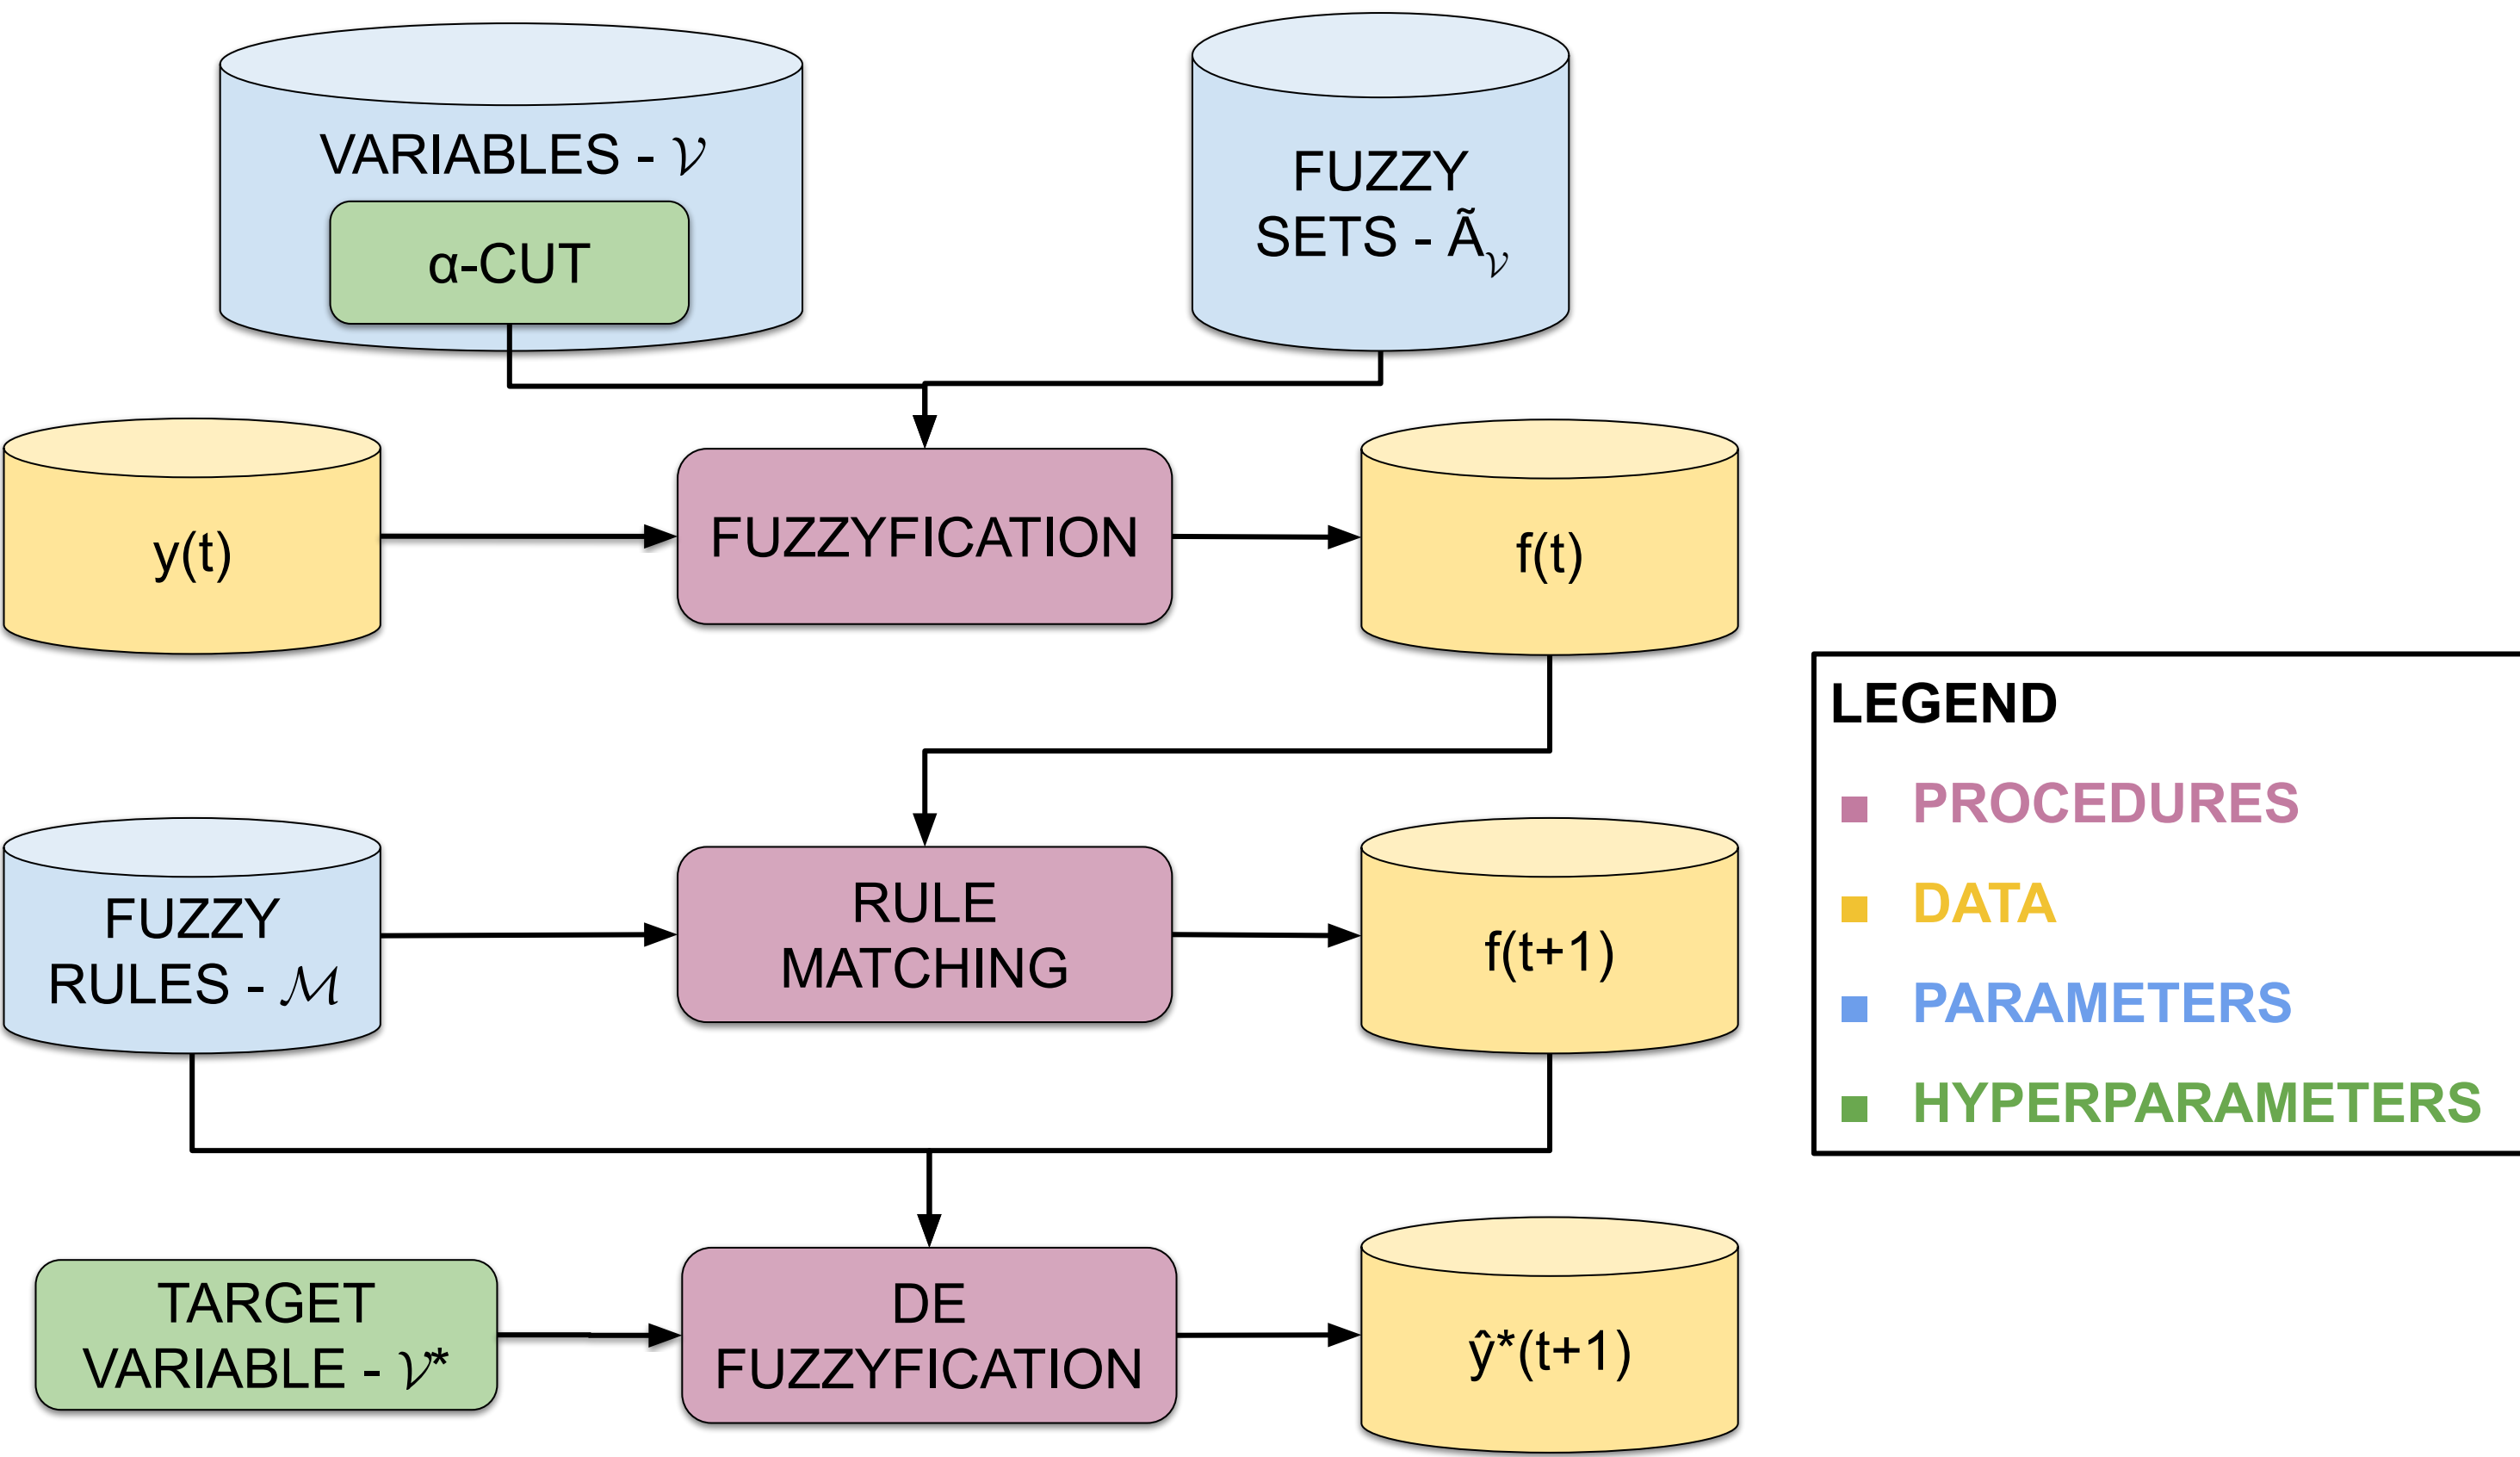 VARIABLES - 𝒱
α-CUT
FUZZY
SETS - Ã𝒱
y(t)
FUZZYFICATION
f(t)
FUZZY
RULES - ℳ
RULE
MATCHING
f(t+1)
TARGET
VARIABLE - 𝒱*
DE
FUZZYFICATION
ŷ*(t+1)
LEGEND
PROCEDURES
DATA
PARAMETERS
HYPERPARAMETERS